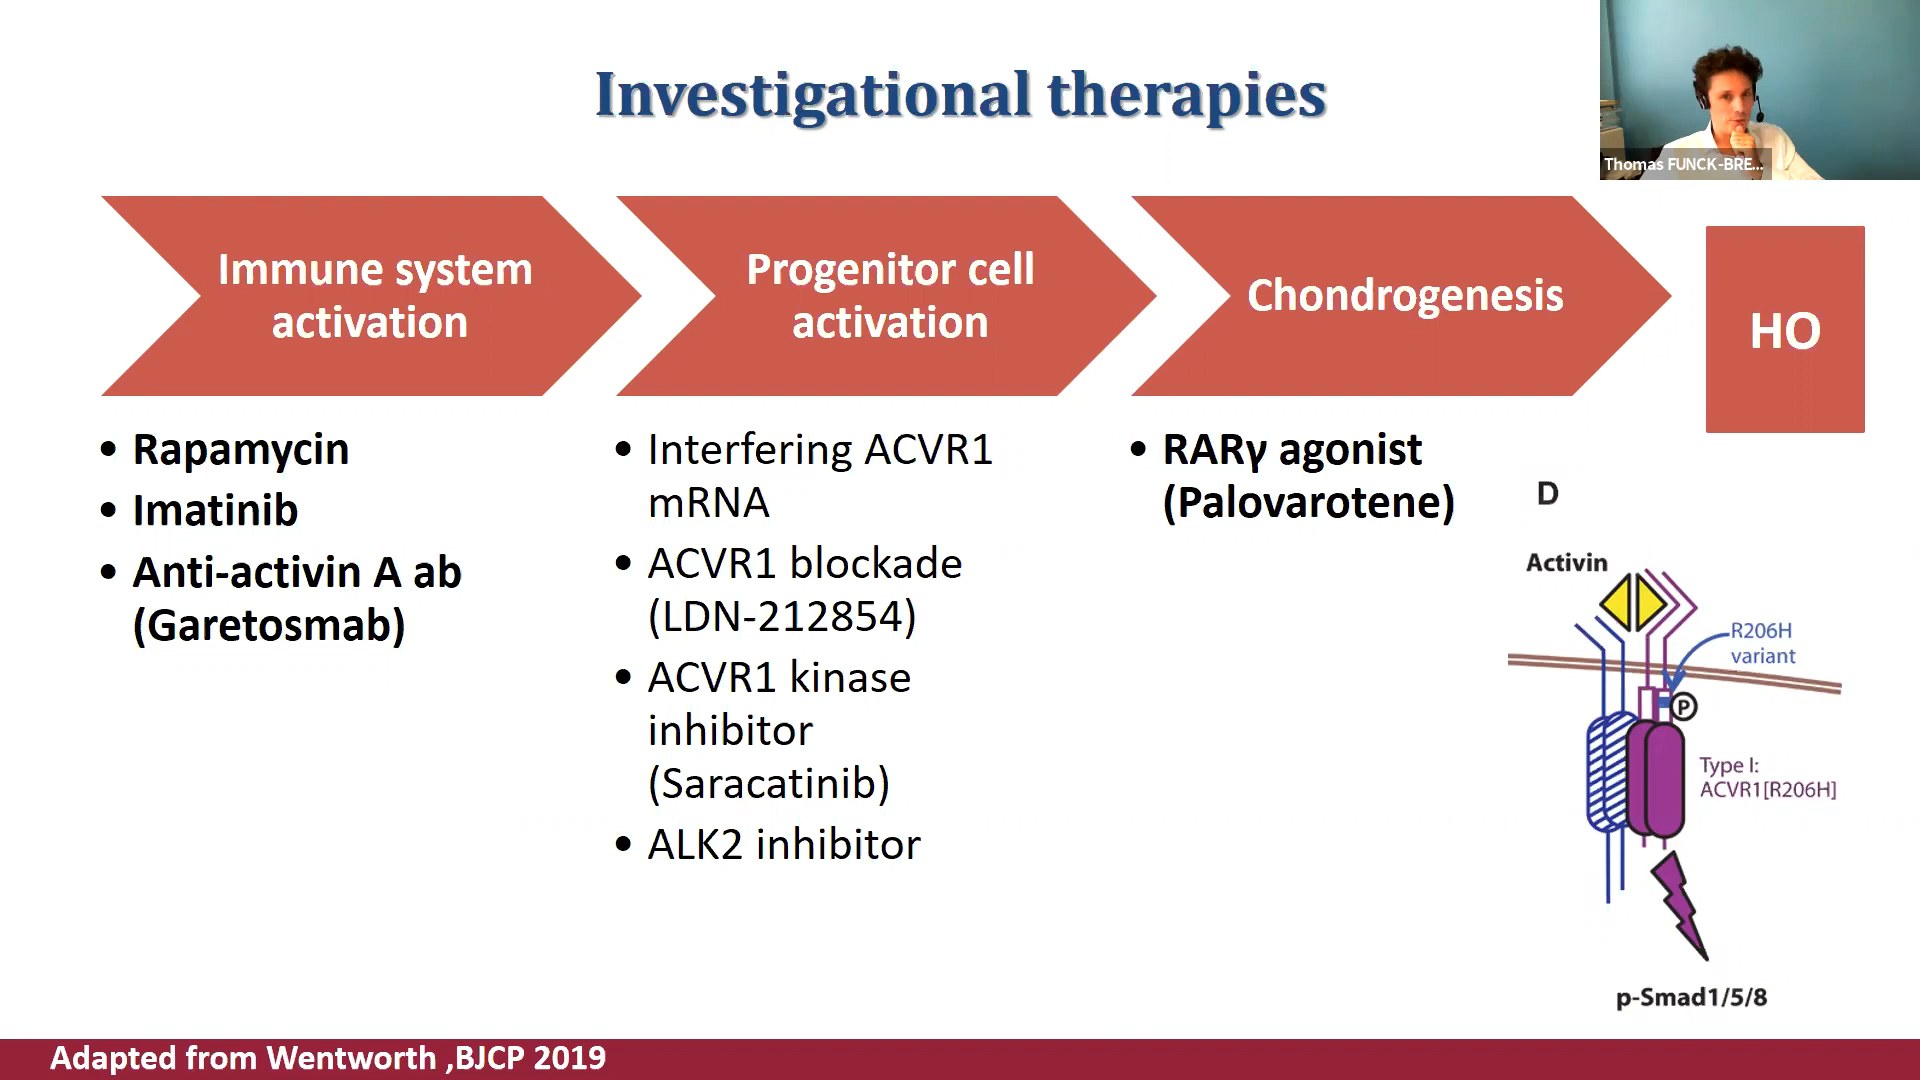 Investigational therapies
Thomas FUNCK-BRE...
Immune system
activation
Progenitor cell
activation
Chondrogenesis
HO
• Rapamycin
• Imatinib
• Anti-activin A ab
(Garetosmab)
• Interfering ACVR1
mRNA
• ACVR1 blockade
(LDN-212854)
• ACVR1 kinase
inhibitor
(Saracatinib)
• ALK2 inhibitor
• RARγ agonist
(Palovarotene)
D
Activin
R206H
variant
P
Type I:
ACVR1[R206H]
p-Smad1/5/8
Adapted from Wentworth ,BJCP 2019